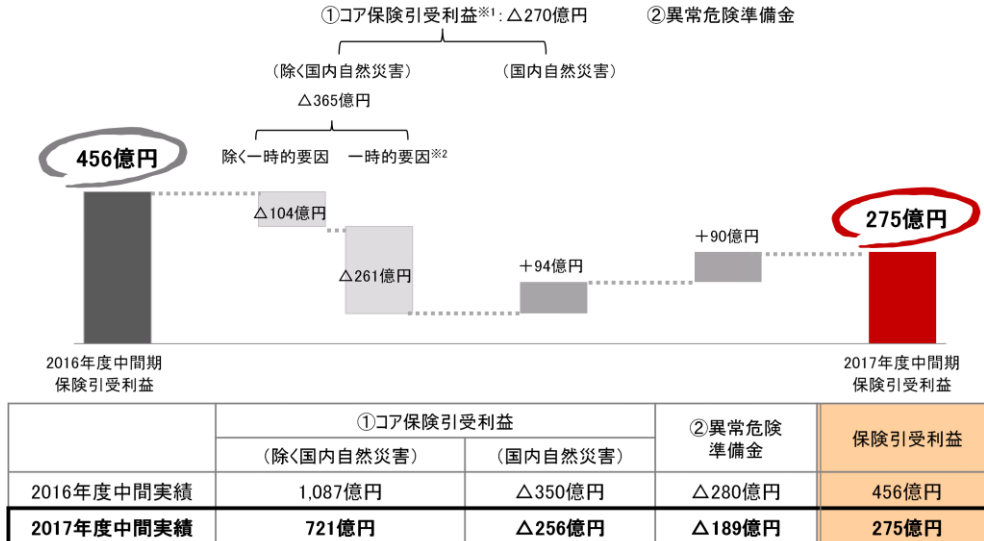 ①コア保険引受利益※1：△270億円　②異常危険準備金
（除く国内自然災害）　（国内自然災害）
△365億円
除く一時的要因　一時的要因※2
456億円
△104億円
△261億円
＋94億円
＋90億円
275億円
2016年度中間期
保険引受利益
2017年度中間期
保険引受利益
①コア保険引受利益
②異常危険
準備金
保険引受利益
（除く国内自然災害）　（国内自然災害）
2016年度中間実績　1,087億円　△350億円　△280億円　456億円
2017年度中間実績　721億円　△256億円　△189億円　275億円